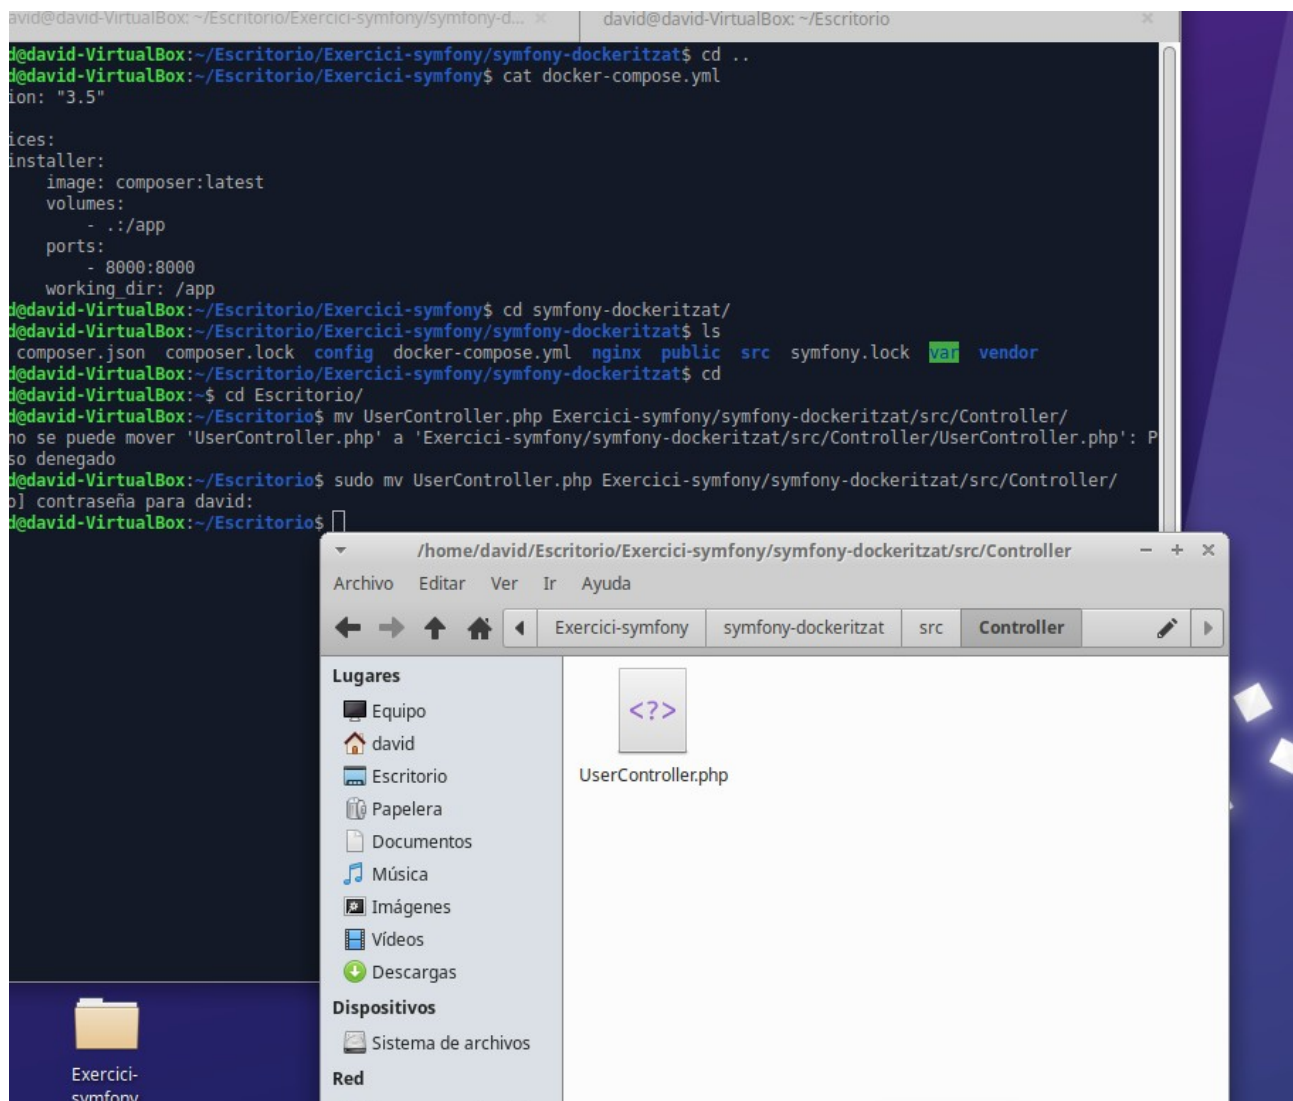 avid@david-VirtualBox: ~/Escritorio/Exercici-symfony/symfony-d... ×
david@david-VirtualBox: ~/Escritorio ×
d@david-VirtualBox:~/Escritorio/Exercici-symfony/symfony-dockeritzat$ cd ..
d@david-VirtualBox:~/Escritorio/Exercici-symfony$ cat docker-compose.yml
ion: "3.5"
ices:
installer:
image: composer:latest
volumes:
- .:/app
ports:
- 8000:8000
working_dir: /app
d@david-VirtualBox:~/Escritorio/Exercici-symfony$ cd symfony-dockeritzat/
d@david-VirtualBox:~/Escritorio/Exercici-symfony/symfony-dockeritzat$ ls
composer.json composer.lock config docker-compose.yml nginx public src symfony.lock var vendor
d@david-VirtualBox:~/Escritorio/Exercici-symfony/symfony-dockeritzat$ cd
d@david-VirtualBox:~$ cd Escritorio/
d@david-VirtualBox:~/Escritorio$ mv UserController.php Exercici-symfony/symfony-dockeritzat/src/Controller/
no se puede mover 'UserController.php' a 'Exercici-symfony/symfony-dockeritzat/src/Controller/UserController.php': P
so denegado
d@david-VirtualBox:~/Escritorio$ sudo mv UserController.php Exercici-symfony/symfony-dockeritzat/src/Controller/
o] contraseña para david:
d@david-VirtualBox:~/Escritorio$
/home/david/Escritorio/Exercici-symfony/symfony-dockeritzat/src/Controller
Archivo Editar Ver Ir Ayuda
Exercici-symfony symfony-dockeritzat src Controller
Lugares
Equipo
david
Escritorio
Papelera
Documentos
Música
Imágenes
Vídeos
Descargas
Dispositivos
Sistema de archivos
Red
<?>
UserController.php
Exercici-
symfony